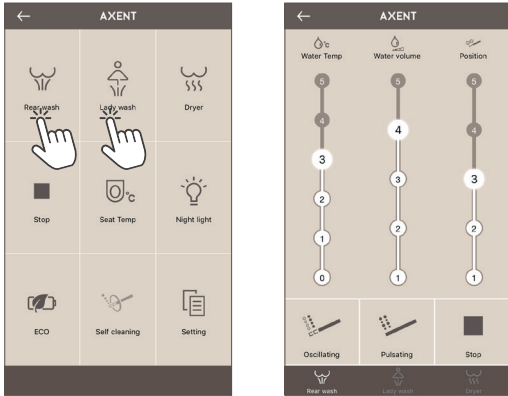 AXENT
Rear wash
Lady wash
Dryer
Stop
°c
Seat Temp
Night light
ECO
Self cleaning
Setting
AXENT
°c
Water Temp
Water volume
Position
5
5
5
4
4
4
3
3
3
2
2
2
1
1
1
0
Oscillating
Pulsating
Stop
Rear wash
Lady wash
Dryer